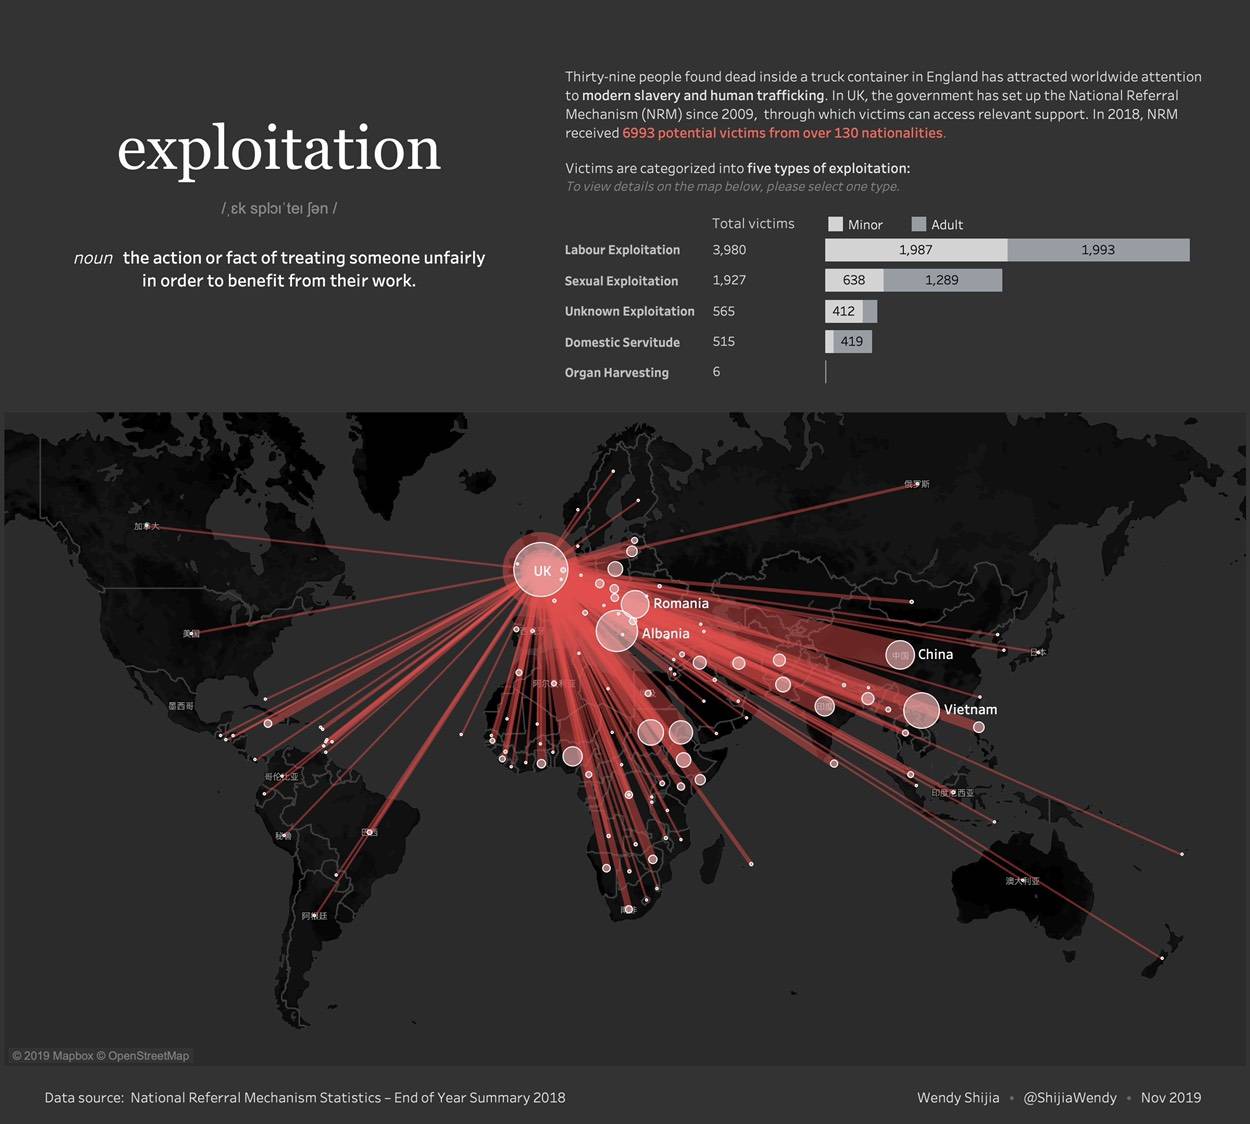 Thirty-nine people found dead inside a truck container in England has attracted worldwide attention
to modern slavery and human trafficking. In UK, the government has set up the National Referral
Mechanism (NRM) since 2009, through which victims can access relevant support. In 2018, NRM
received 6993 potential victims from over 130 nationalities.
exploitation
/ˌɛk splɔɪˈteɪ ʃən /
noun the action or fact of treating someone unfairly
in order to benefit from their work.
Victims are categorized into five types of exploitation:
To view details on the map below, please select one type.
Total victims Minor Adult
Labour Exploitation 3,980 1,987 1,993
Sexual Exploitation 1,927 638 1,289
Unknown Exploitation 565 412
Domestic Servitude 515 419
Organ Harvesting 6
俄罗斯
加拿大
UK
Romania
美国
Albania
日本
中国 China
墨西哥
印度
Vietnam
哥伦比亚
印度尼西亚
秘鲁
巴西
澳大利亚
阿根廷
南非
© 2019 Mapbox © OpenStreetMap
Data source: National Referral Mechanism Statistics – End of Year Summary 2018
Wendy Shijia • @ShijiaWendy • Nov 2019